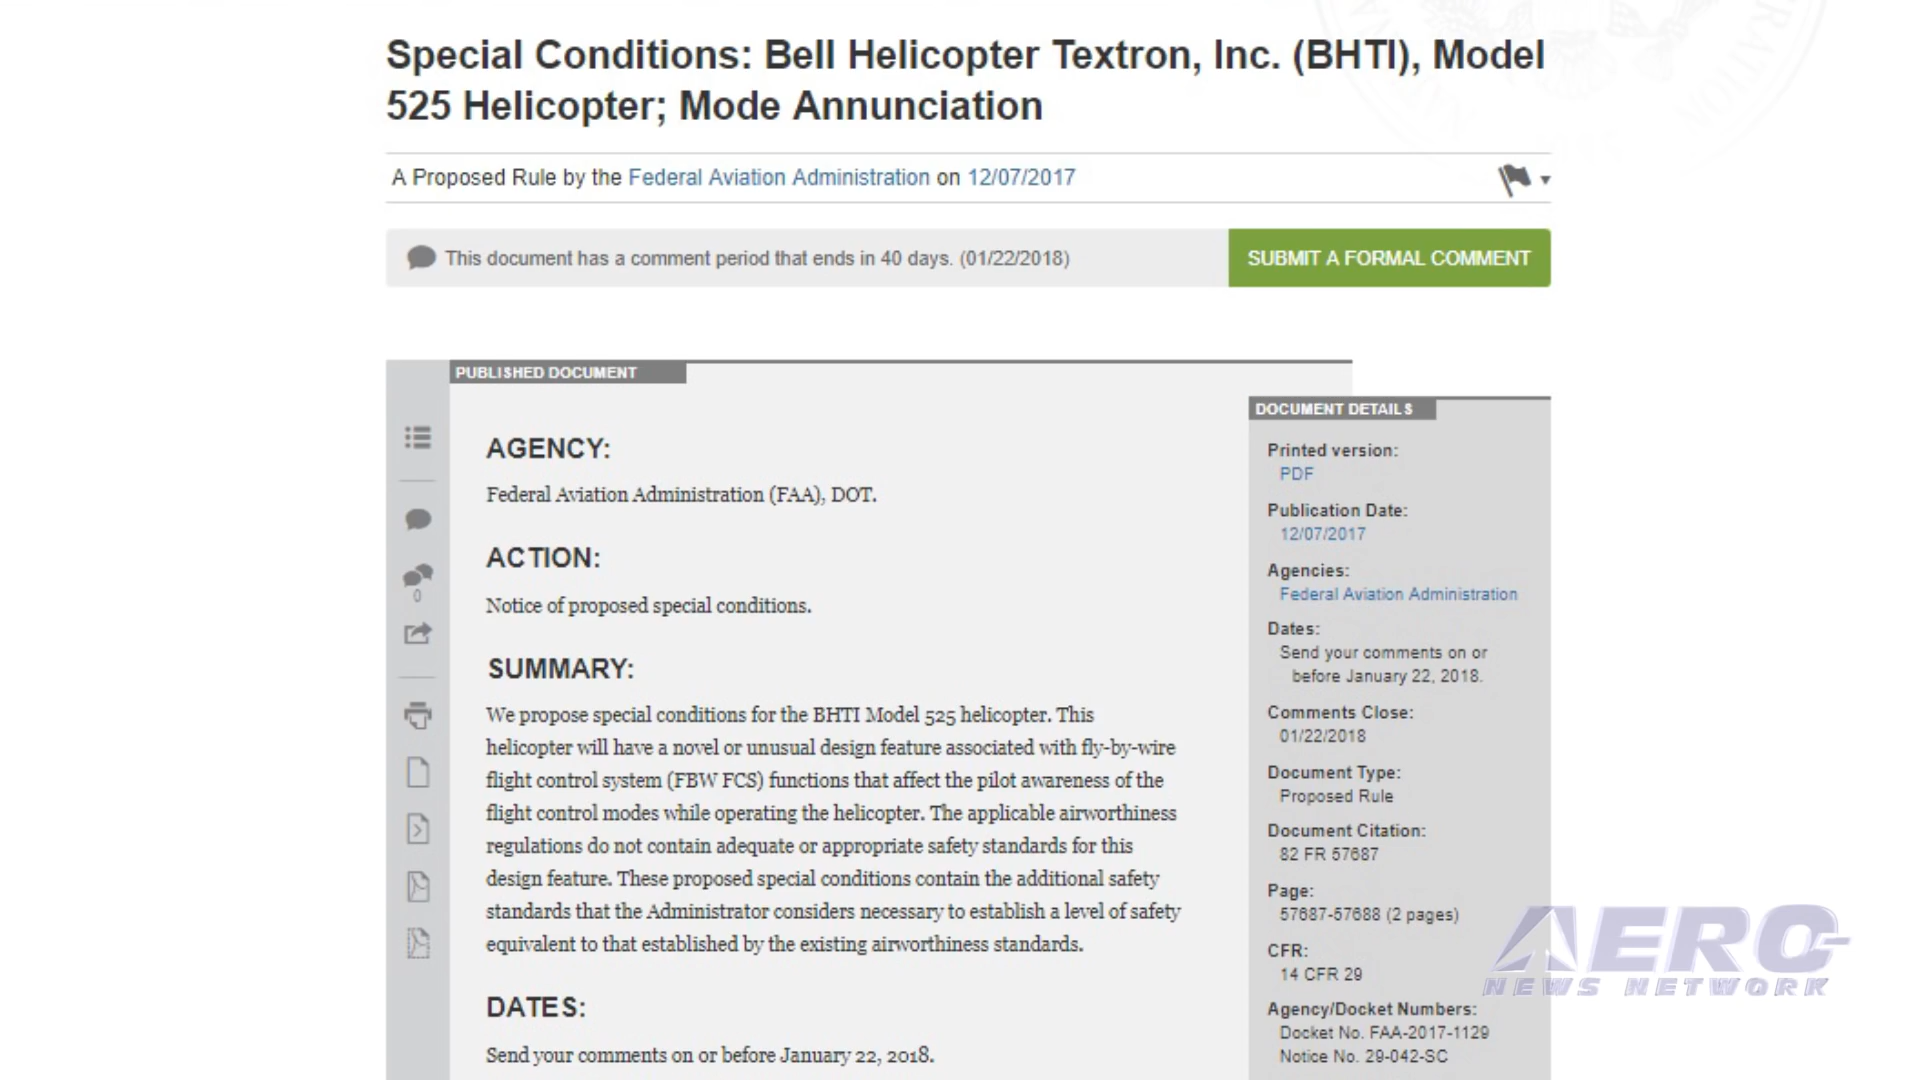 Special Conditions: Bell Helicopter Textron, Inc. (BHTI), Model
525 Helicopter; Mode Annunciation
A Proposed Rule by the Federal Aviation Administration on 12/07/2017
This document has a comment period that ends in 40 days. (01/22/2018)
SUBMIT A FORMAL COMMENT
PUBLISHED DOCUMENT
AGENCY:
Federal Aviation Administration (FAA), DOT.
ACTION:
Notice of proposed special conditions.
SUMMARY:
We propose special conditions for the BHTI Model 525 helicopter. This
helicopter will have a novel or unusual design feature associated with fly-by-wire
flight control system (FBW FCS) functions that affect the pilot awareness of the
flight control modes while operating the helicopter. The applicable airworthiness
regulations do not contain adequate or appropriate safety standards for this
design feature. These proposed special conditions contain the additional safety
standards that the Administrator considers necessary to establish a level of safety
equivalent to that established by the existing airworthiness standards.
DATES:
Send your comments on or before January 22, 2018.
0
DOCUMENT DETAILS
Printed version:
PDF
Publication Date:
12/07/2017
Agencies:
Federal Aviation Administration
Dates:
Send your comments on or
before January 22, 2018.
Comments Close:
01/22/2018
Document Type:
Proposed Rule
Document Citation:
82 FR 57687
Page:
57687-57688 (2 pages)
CFR:
14 CFR 29
Agency/Docket Numbers:
Docket No. FAA-2017-1129
Notice No. 29-042-SC
AERO
NEWS NETWORK